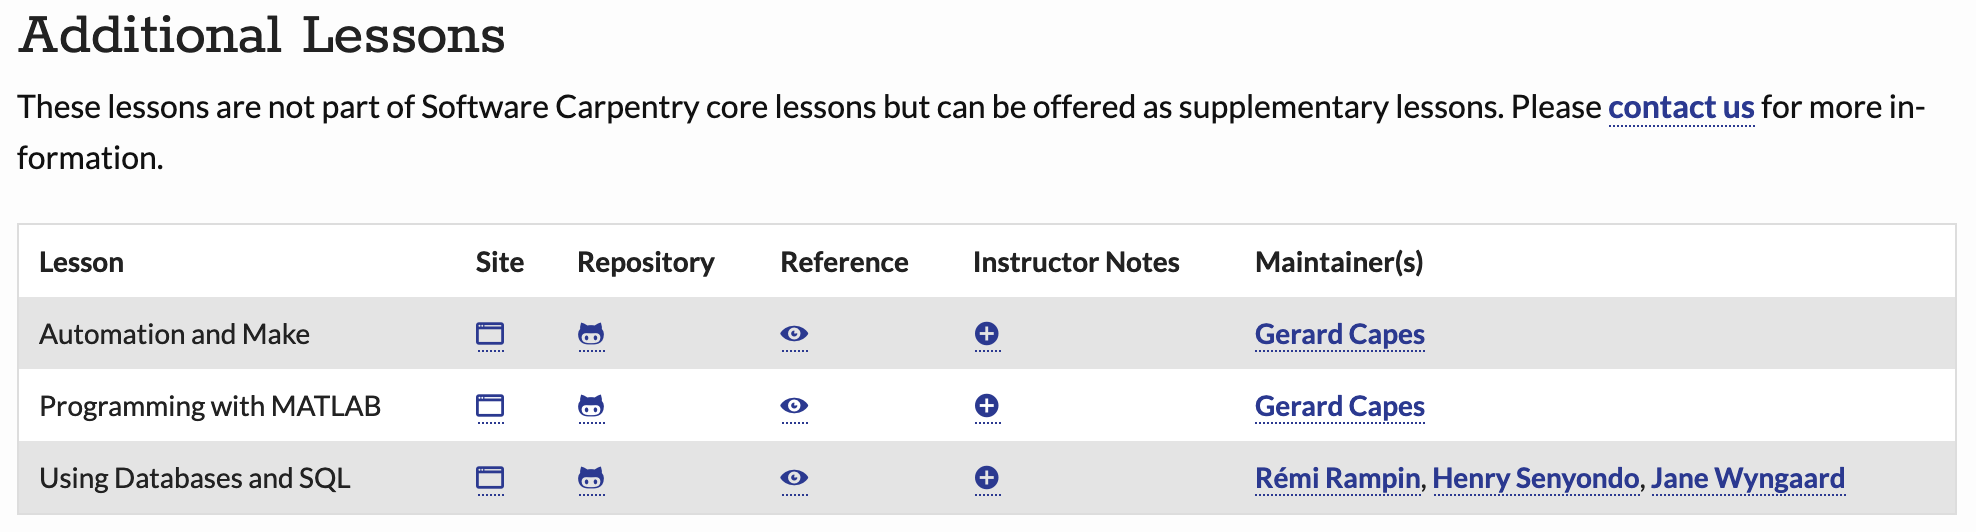 Additional Lessons
These lessons are not part of Software Carpentry core lessons but can be offered as supplementary lessons. Please contact us for more in-
formation.
Lesson Site Repository Reference Instructor Notes Maintainer(s)
Automation and Make Gerard Capes
Programming with MATLAB Gerard Capes
Using Databases and SQL Rémi Rampin, Henry Senyondo, Jane Wyngaard